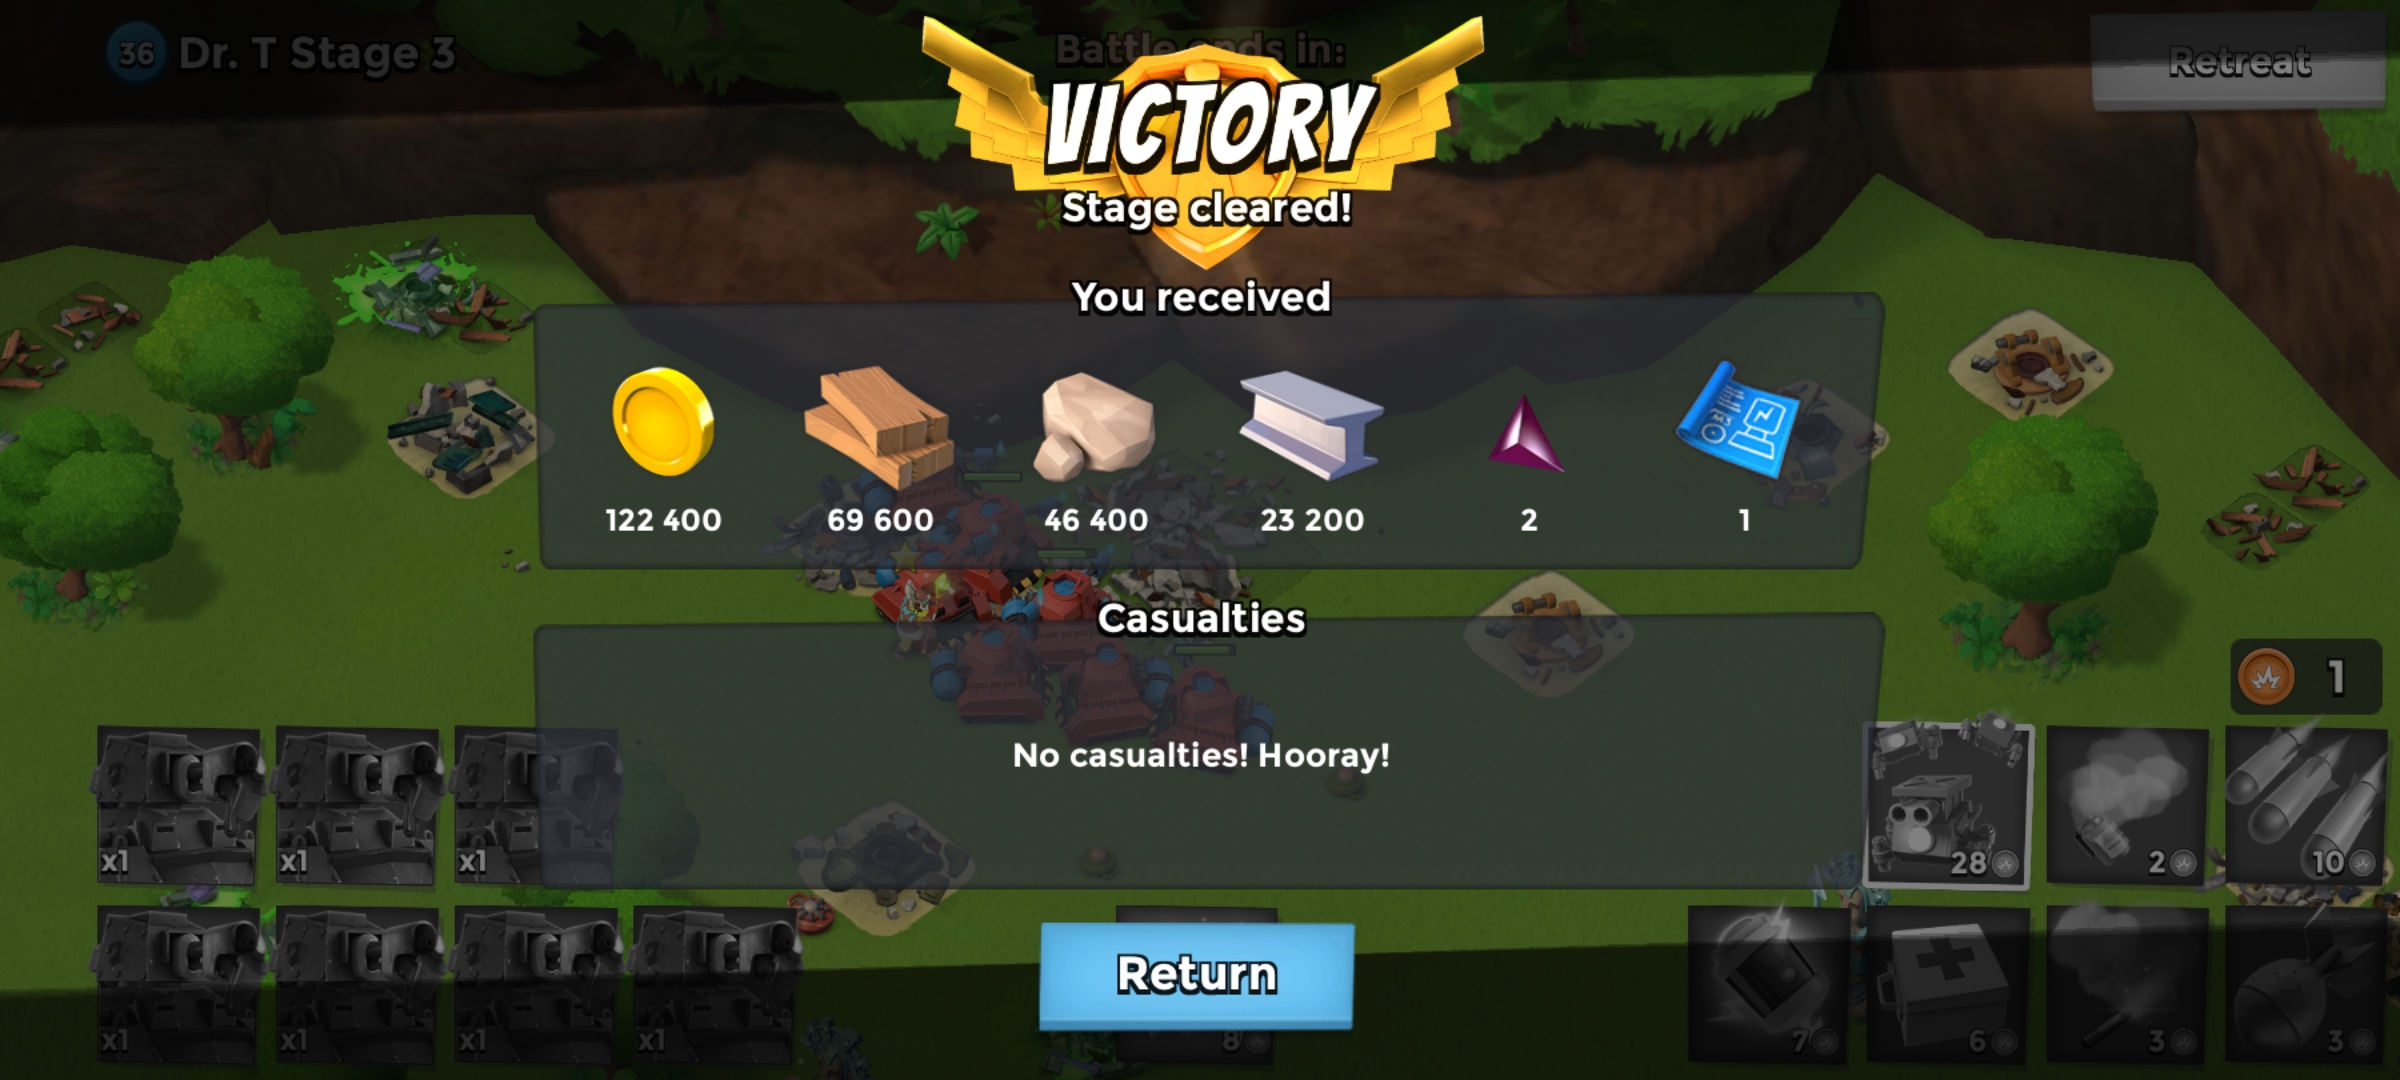 36 Dr. T Stage 3
Battle ends in:
Retreat
VICTORY
Stage cleared!
You received
122 400 69 600 46 400 23 200 2 1
Casualties
No casualties! Hooray!
1
x1 x1 x1
28 2 10
Return
x1 x1 x1 x1
8 7 6 3 3